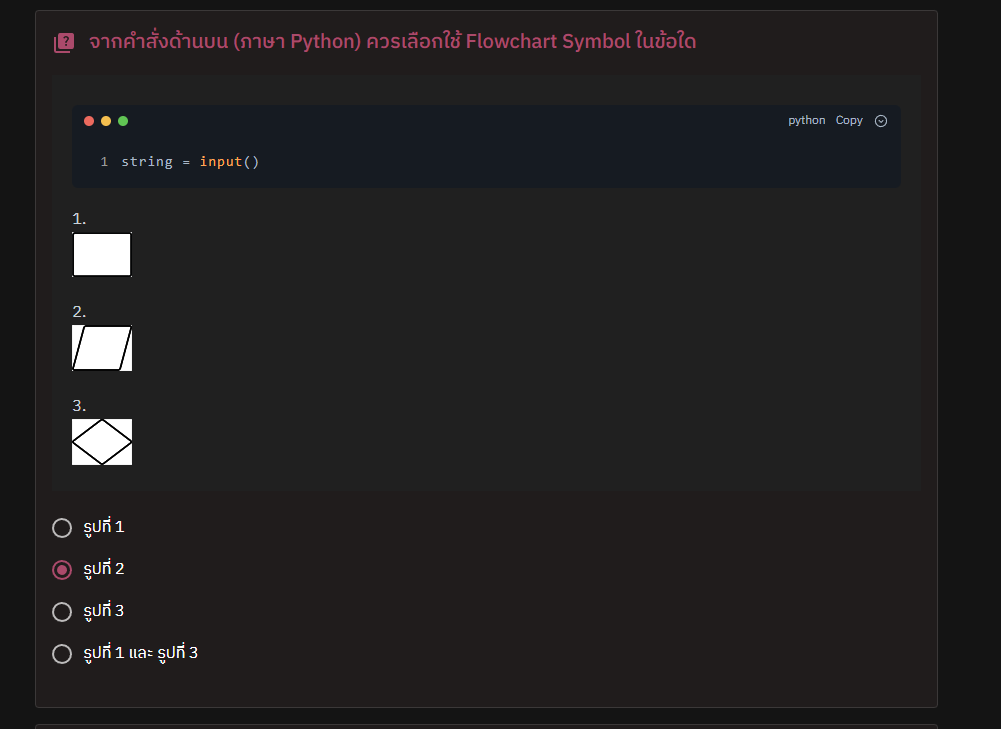 จากคำสั่งด้านบน (ภาษา Python) ควรเลือกใช้ Flowchart Symbol ในข้อใด
python Copy
1 string = input()
1.
2.
3.
รูปที่ 1
รูปที่ 2
รูปที่ 3
รูปที่ 1 และ รูปที่ 3